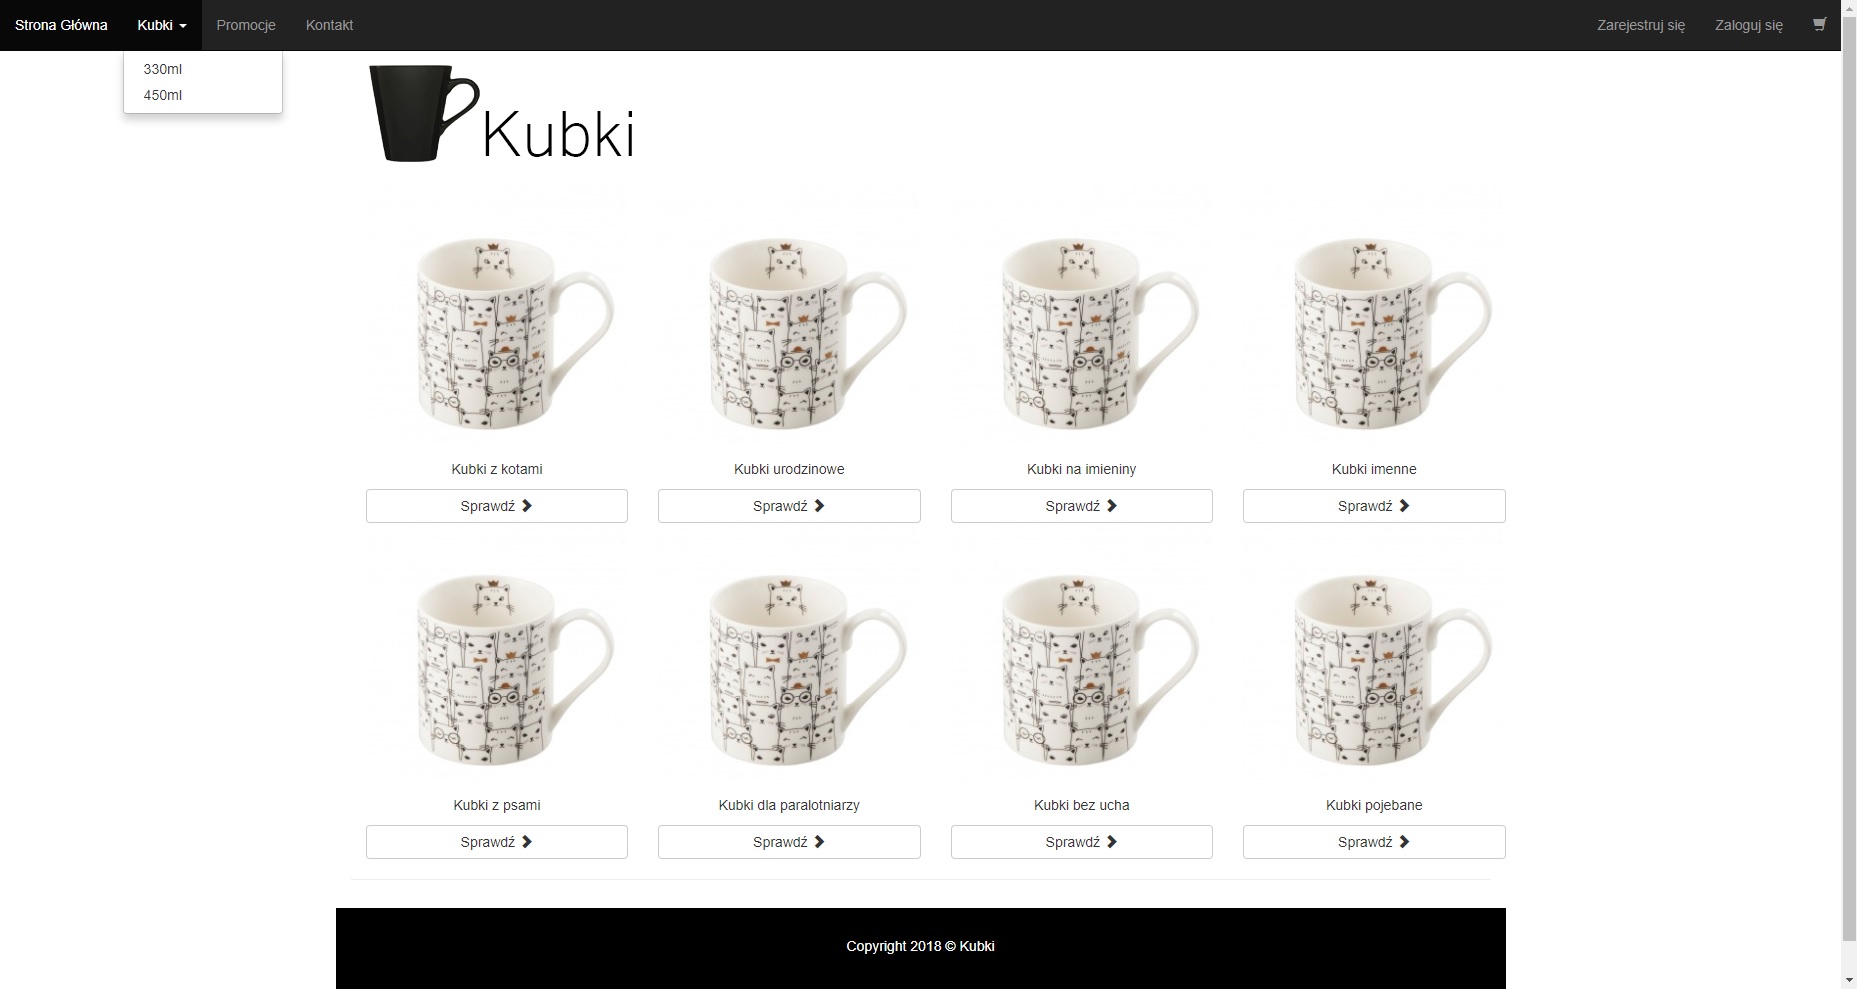 Strona Główna Kubki Promocje Kontakt Zarejestruj się Zaloguj się
330ml
450ml
Kubki
Kubki z kotami Kubki urodzinowe Kubki na imieniny Kubki imenne
Sprawdź Sprawdź Sprawdź Sprawdź
Kubki z psami Kubki dla paralotniarzy Kubki bez ucha Kubki pojebane
Sprawdź Sprawdź Sprawdź Sprawdź
Copyright 2018 © Kubki